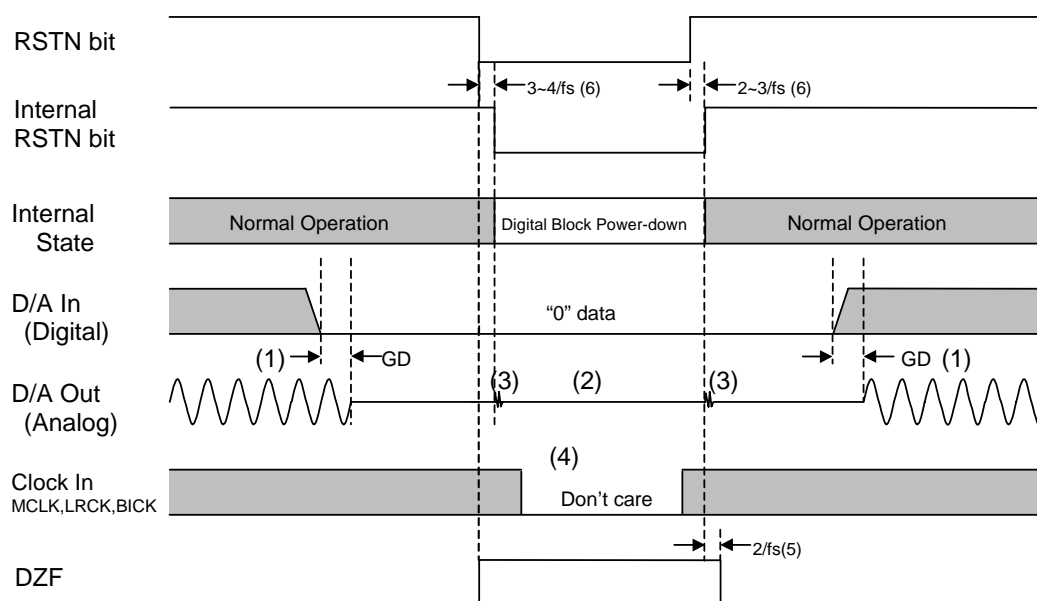 RSTN bit
3~4/fs (6)
2~3/fs (6)
Internal
RSTN bit
Internal
State
Normal Operation
Digital Block Power-down
Normal Operation
D/A In
(Digital)
“0” data
(1)
GD
GD
(1)
D/A Out
(Analog)
(3)
(2)
(3)
(4)
Clock In
MCLK,LRCK,BICK
Don’t care
2/fs(5)
DZF